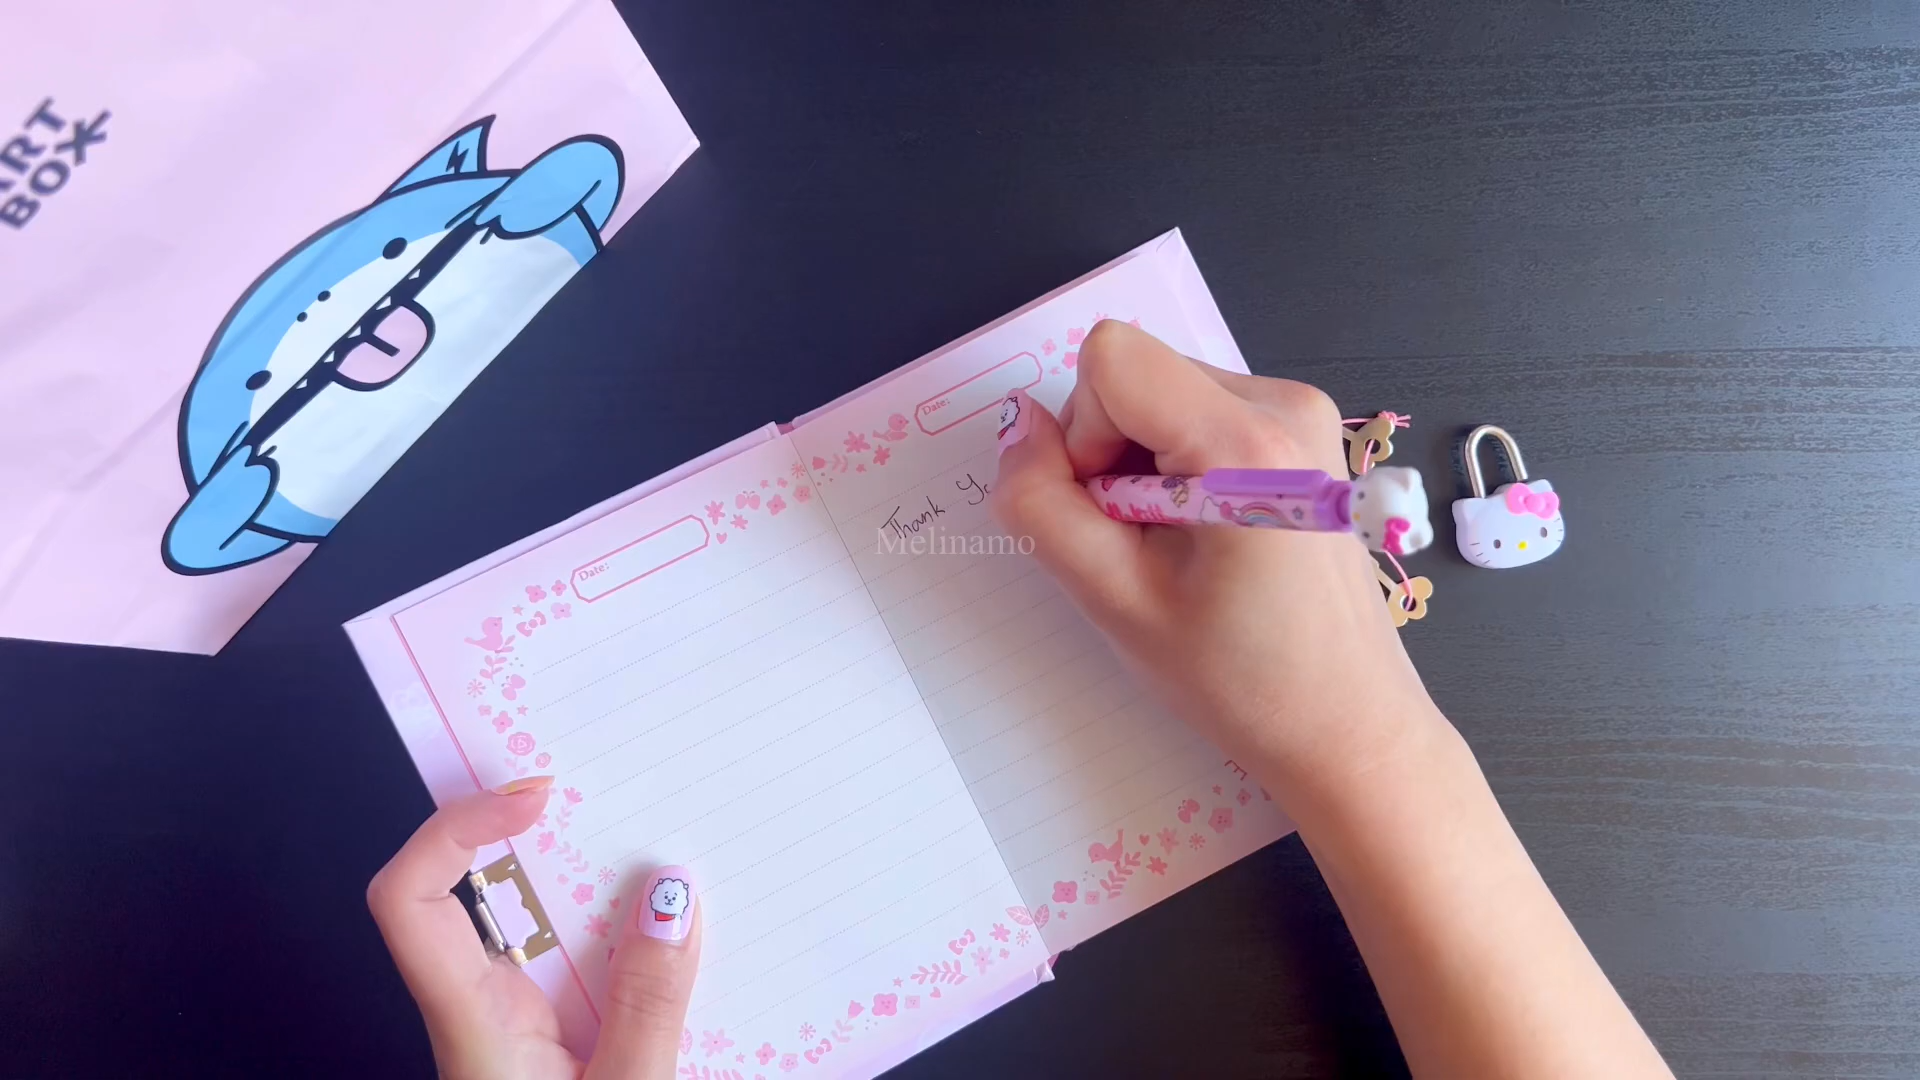 ART
BOX
Date:
Thank Yo
Melinamo
Date: